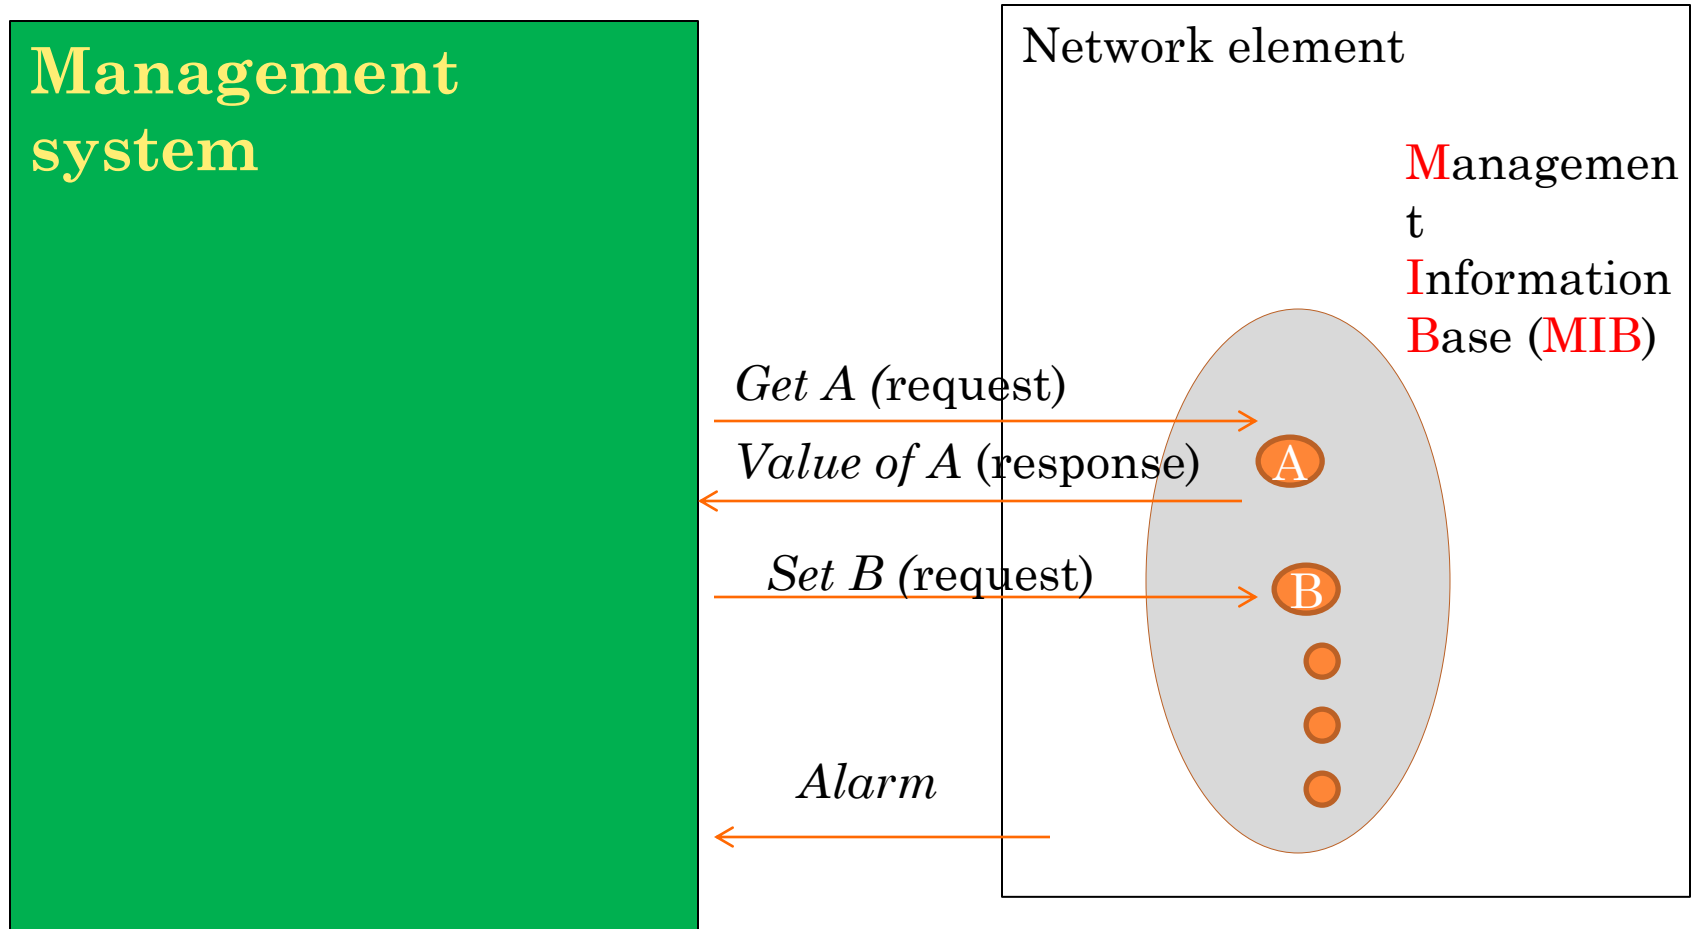 Management
system
Network element
Managemen
t
Information
Base (MIB)
Get A (request)
Value of A (response)
A
Set B (request)
B
Alarm